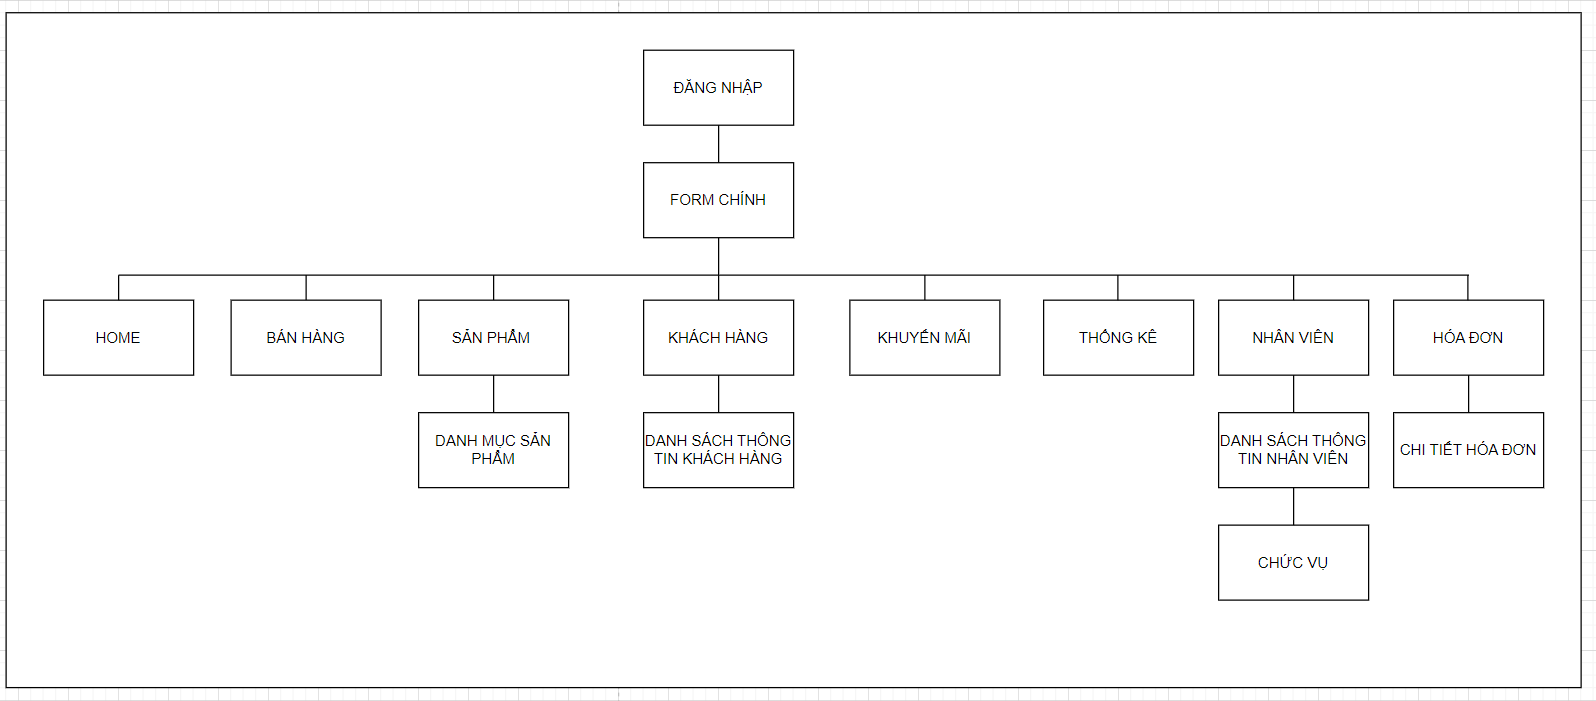 ĐĂNG NHẬP
FORM CHÍNH
HOME
BÁN HÀNG
SẢN PHẨM
KHÁCH HÀNG
KHUYẾN MÃI
THỐNG KÊ
NHÂN VIÊN
HÓA ĐƠN
DANH MỤC SẢN
PHẨM
DANH SÁCH THÔNG
TIN KHÁCH HÀNG
DANH SÁCH THÔNG
TIN NHÂN VIÊN
CHI TIẾT HÓA ĐƠN
CHỨC VỤ